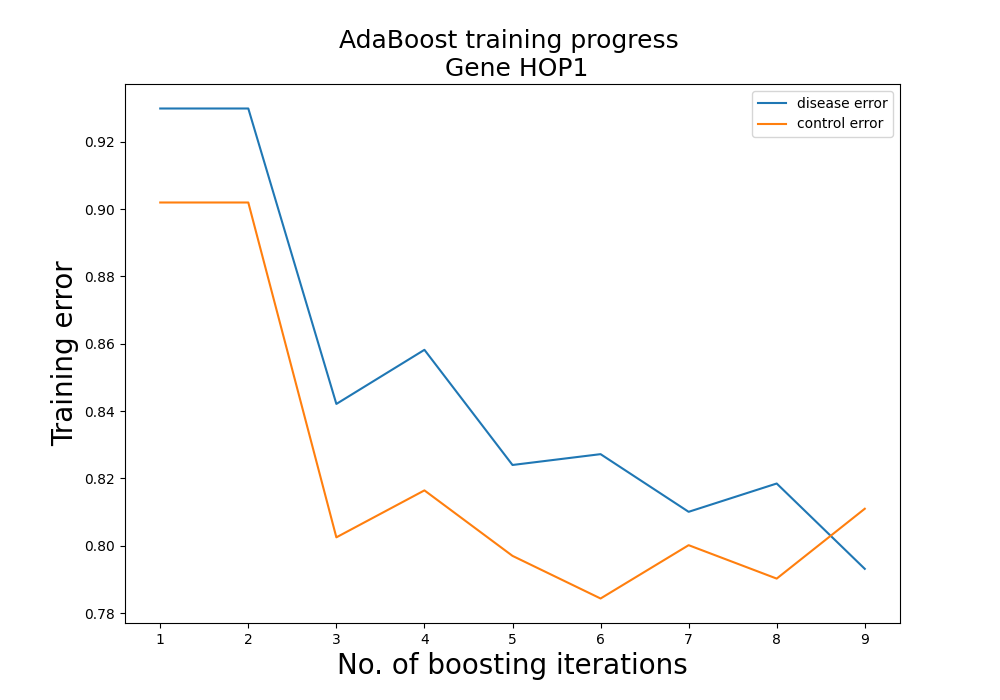 AdaBoost training progress
Gene HOP1
disease error
control error
Training error
0.92
0.90
0.88
0.86
0.84
0.82
0.80
0.78
1 2 3 4 5 6 7 8 9
No. of boosting iterations